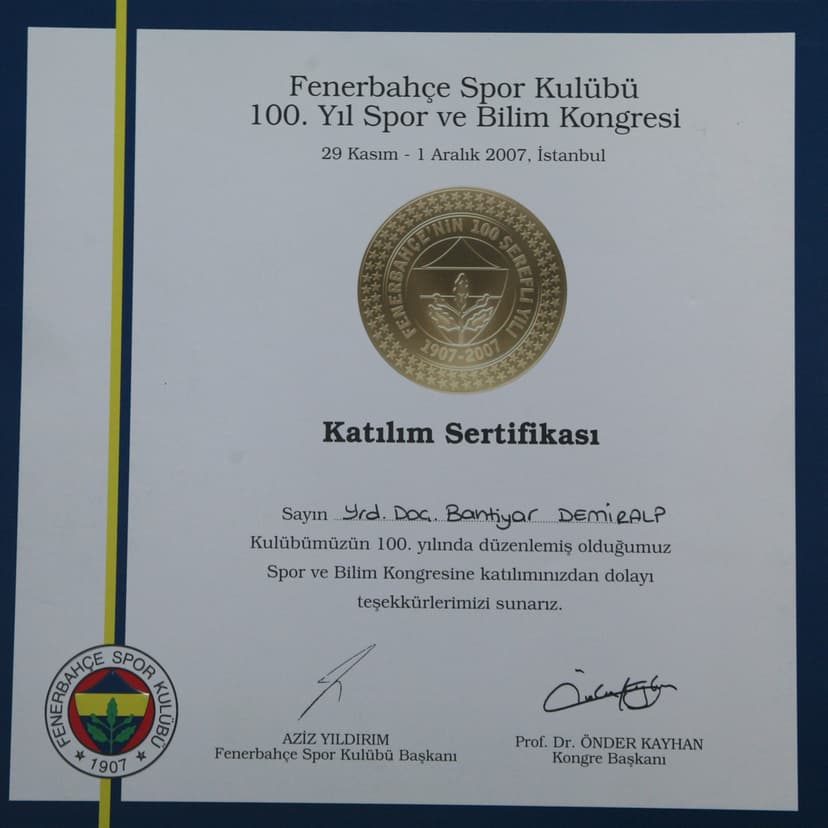 Fenerbahçe Spor Kulübü
100. Yıl Spor ve Bilim Kongresi
29 Kasım - 1 Aralık 2007, İstanbul
FENERBAHÇE'NİN 100 ŞEREFLİ YILI
1907-2007
Katılım Sertifikası
Sayın Yrd. Doç. Bahtiyar DEMİRALP
Kulübümüzün 100. yılında düzenlemiş olduğumuz
Spor ve Bilim Kongresine katılımınızdan dolayı
teşekkürlerimizi sunarız.
AZİZ YILDIRIM
Fenerbahçe Spor Kulübü Başkanı
Prof. Dr. ÖNDER KAYHAN
Kongre Başkanı
FENERBAHÇE SPOR KULÜBÜ
★ 1907 ★